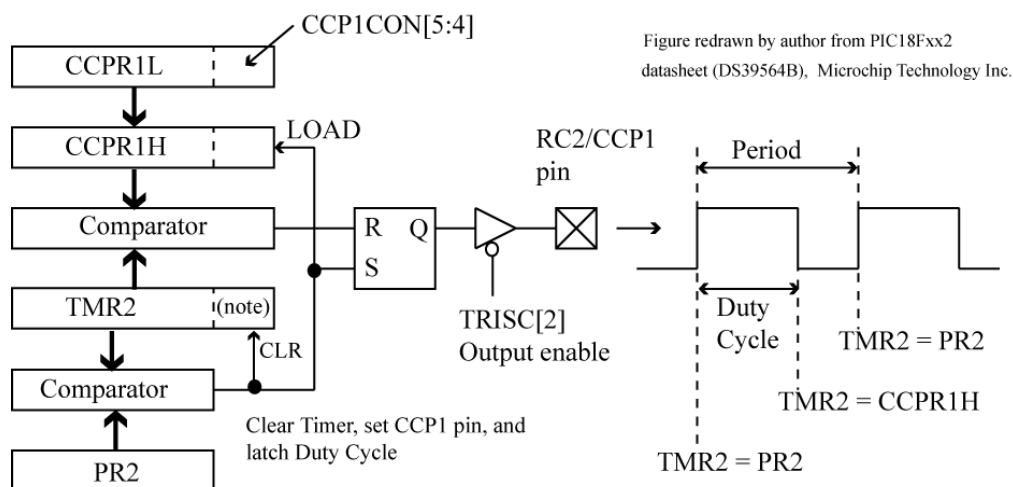 CCP1CON[5:4]
CCPR1L
Figure redrawn by author from PIC18Fxx2
datasheet (DS39564B), Microchip Technology Inc.
CCPR1H
LOAD
RC2/CCP1
pin
Period
Comparator
R
Q
S
TMR2
(note)
CLR
TRISC[2]
Output enable
Duty
Cycle
TMR2 = PR2
Comparator
TMR2 = CCPR1H
Clear Timer, set CCP1 pin, and
latch Duty Cycle
TMR2 = PR2
PR2